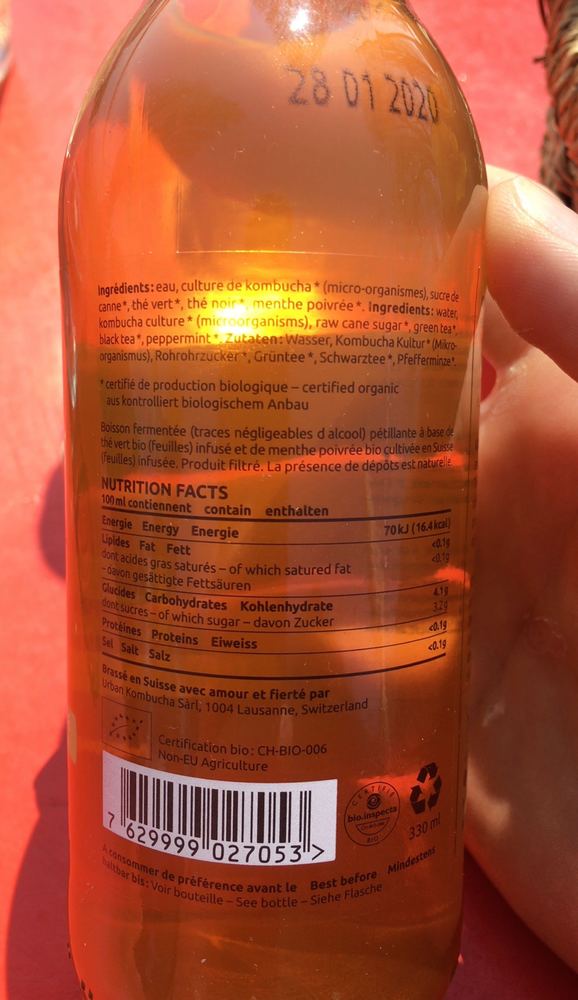 28 01 2020
Ingrédients: eau, culture de kombucha* (micro-organismes), sucre de
canne*, thé vert*, thé noir*, menthe poivrée*. Ingredients: water,
kombucha culture* (microorganisms), raw cane sugar*, green tea*,
black tea*, peppermint*. Zutaten: Wasser, Kombucha Kultur* (Mikro-
organismus), Rohrohrzucker*, Grüntee*, Schwarztee*, Pfefferminze*.
* certifié de production biologique – certified organic
aus kontrolliert biologischem Anbau
Boisson fermentée (traces négligeables d alcool) pétillante à base de
thé vert bio (feuilles) infusé et de menthe poivrée bio cultivée en Suisse
(feuilles) infusée. Produit filtré. La présence de dépôts est naturelle.
NUTRITION FACTS
100ml contiennent contain enthalten
Energie Energy Energie 70kJ (16.4kcal)
Lipides Fat Fett <0.1g
dont acides gras saturés – of which satured fat <0.1g
- davon gesättigte Fettsäuren
Glucides Carbohydrates Kohlenhydrate 4.1g
dont sucres – of which sugar – davon Zucker 3.2g
Protéines Proteins Eiweiss <0.1g
Sel Salt Salz <0.1g
Brassé en Suisse avec amour et fierté par
Urban Kombucha Sàrl, 1004 Lausanne, Switzerland
Certification bio: CH-BIO-006
Non-EU Agriculture
7 629999 027053 >
CERTIFIÉ
bio.inspecta
BIO
330 ml
À consommer de préférence avant le Best before Mindestens
haltbar bis: Voir bouteille – See bottle – Siehe Flasche